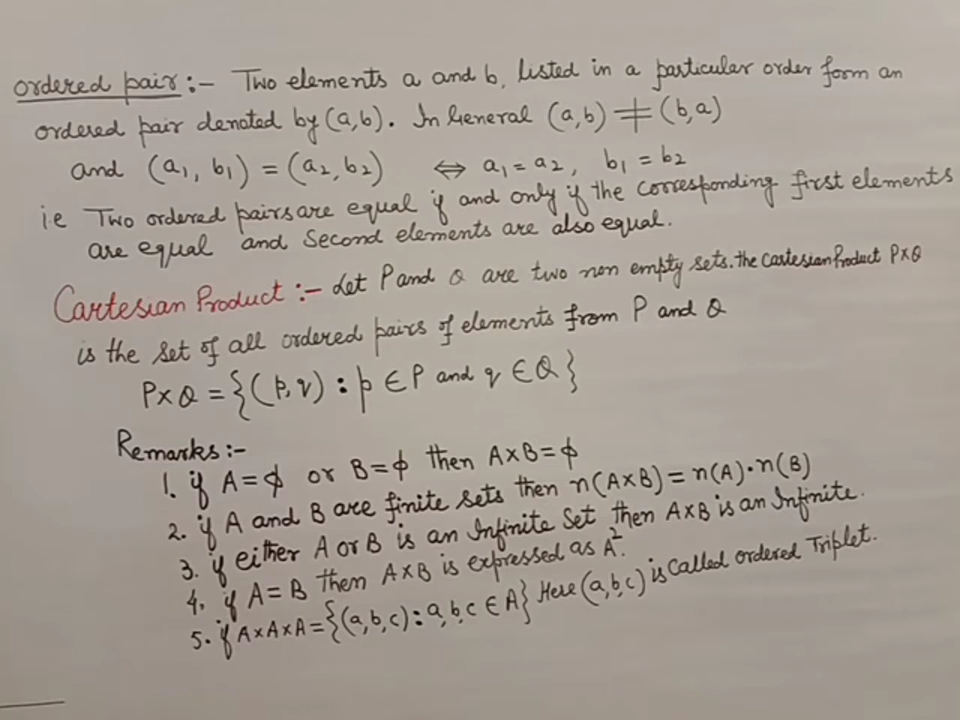 ordered pair :- Two elements a and b, listed in a particular order form an
ordered pair denoted by (a,b). In General (a,b) ≠ (b,a)
and (a₁, b₁) = (a₂, b₂) ⇔ a₁ = a₂, b₁ = b₂
i.e Two ordered pairs are equal if and only if the corresponding first elements
are equal and Second elements are also equal.
Cartesian Product :- Let P and Q are two non empty sets. the Cartesian Product P×Q
is the set of all ordered pairs of elements from P and Q
P×Q = {(p,q) : p ∈ P and q ∈ Q}
Remarks :-
1. if A = ϕ or B = ϕ then A×B = ϕ
2. if A and B are finite sets then n(A×B) = n(A)·n(B)
3. if either A or B is an Infinite Set then A×B is an Infinite.
4. if A = B then A×B is expressed as A².
5. if A×A×A = {(a,b,c) : a,b,c ∈ A} Here (a,b,c) is Called ordered Triplet.